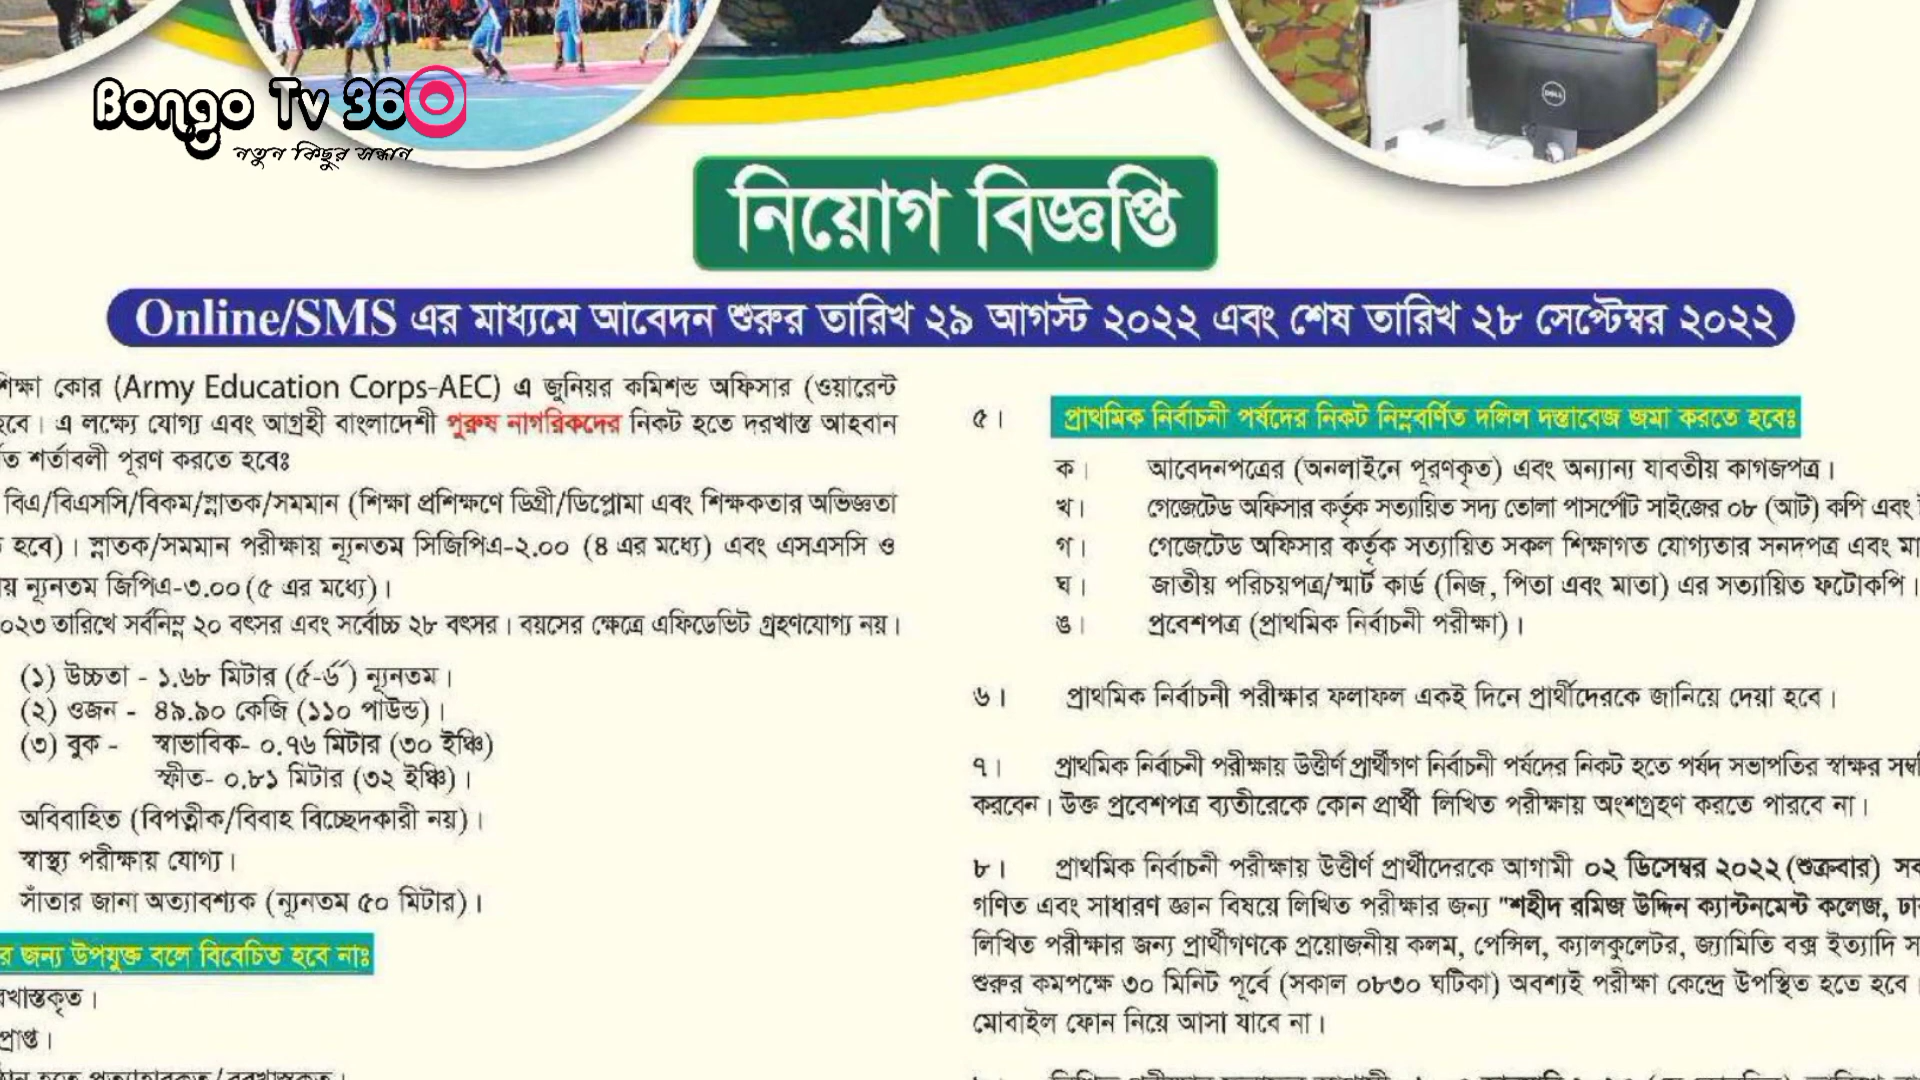 Bongo Tv 360
নতুন কিছুর সন্ধান
DELL
নিয়োগ বিজ্ঞপ্তি
Online/SMS এর মাধ্যমে আবেদন শুরুর তারিখ ২৯ আগস্ট ২০২২ এবং শেষ তারিখ ২৮ সেপ্টেম্বর ২০২২
শিক্ষা কোর (Army Education Corps-AEC) এ জুনিয়র কমিশন্ড অফিসার (ওয়ারেন্ট
হবে। এ লক্ষ্যে যোগ্য এবং আগ্রহী বাংলাদেশী পুরুষ নাগরিকদের নিকট হতে দরখাস্ত আহবান
শর্তাবলী পূরণ করতে হবেঃ
বিএ/বিএসসি/বিকম/স্নাতক/সমমান (শিক্ষা প্রশিক্ষণে ডিগ্রী/ডিপ্লোমা এবং শিক্ষকতার অভিজ্ঞতা
হবে)। স্নাতক/সমমান পরীক্ষায় ন্যূনতম সিজিপিএ-২.০০ (৪ এর মধ্যে) এবং এসএসসি ও
ন্যূনতম জিপিএ-৩.০০ (৫ এর মধ্যে)।
০২৩ তারিখে সর্বনিম্ন ২০ বৎসর এবং সর্বোচ্চ ২৮ বৎসর। বয়সের ক্ষেত্রে এফিডেভিট গ্রহণযোগ্য নয়।
(১) উচ্চতা - ১.৬৮ মিটার (৫´-৬´´) ন্যূনতম।
(২) ওজন - ৪৯.৯০ কেজি (১১০ পাউন্ড)।
(৩) বুক - স্বাভাবিক- ০.৭৬ মিটার (৩০ ইঞ্চি)
স্ফীত- ০.৮১ মিটার (৩২ ইঞ্চি)।
অবিবাহিত (বিপত্নীক/বিবাহ বিচ্ছেদকারী নয়)।
স্বাস্থ্য পরীক্ষায় যোগ্য।
সাঁতার জানা অত্যাবশ্যক (ন্যূনতম ৫০ মিটার)।
র জন্য উপযুক্ত বলে বিবেচিত হবে নাঃ
রখাস্তকৃত।
প্রাপ্ত।
হতে প্রত্যাহারকৃত/বরখাস্তকৃত।
৫। প্রাথমিক নির্বাচনী পর্ষদের নিকট নিম্নবর্ণিত দলিল দস্তাবেজ জমা করতে হবেঃ
ক। আবেদনপত্রের (অনলাইনে পূরণকৃত) এবং অন্যান্য যাবতীয় কাগজপত্র।
খ। গেজেটেড অফিসার কর্তৃক সত্যায়িত সদ্য তোলা পাসপোর্ট সাইজের ০৮ (আট) কপি এবং
গ। গেজেটেড অফিসার কর্তৃক সত্যায়িত সকল শিক্ষাগত যোগ্যতার সনদপত্র এবং
ঘ। জাতীয় পরিচয়পত্র/স্মার্ট কার্ড (নিজ, পিতা এবং মাতা) এর সত্যায়িত ফটোকপি।
ঙ। প্রবেশপত্র (প্রাথমিক নির্বাচনী পরীক্ষা)।
৬। প্রাথমিক নির্বাচনী পরীক্ষার ফলাফল একই দিনে প্রার্থীদেরকে জানিয়ে দেয়া হবে।
৭। প্রাথমিক নির্বাচনী পরীক্ষায় উত্তীর্ণ প্রার্থীগণ নির্বাচনী পর্ষদের নিকট হতে পর্ষদ সভাপতির স্বাক্ষর
করবেন। উক্ত প্রবেশপত্র ব্যতীরেকে কোন প্রার্থী লিখিত পরীক্ষায় অংশগ্রহণ করতে পারবে না।
৮। প্রাথমিক নির্বাচনী পরীক্ষায় উত্তীর্ণ প্রার্থীদেরকে আগামী ০২ ডিসেম্বর ২০২২ (শুক্রবার)
গণিত এবং সাধারণ জ্ঞান বিষয়ে লিখিত পরীক্ষার জন্য "শহীদ রমিজ উদ্দিন ক্যান্টনমেন্ট কলেজ,
লিখিত পরীক্ষার জন্য প্রার্থীগণকে প্রয়োজনীয় কলম, পেন্সিল, ক্যালকুলেটর, জ্যামিতি বক্স ইত্যাদি
শুরুর কমপক্ষে ৩০ মিনিট পূর্বে (সকাল ০৮৩০ ঘটিকা) অবশ্যই পরীক্ষা কেন্দ্রে উপস্থিত হতে হবে।
মোবাইল ফোন নিয়ে আসা যাবে না।